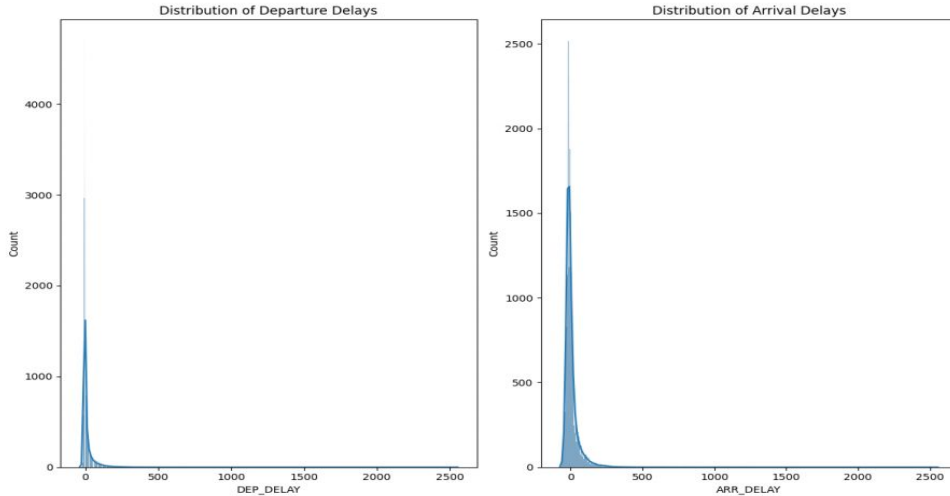 Distribution of Departure Delays
4000
3000
2000
1000
0
Count
0 500 1000 1500 2000 2500
DEP_DELAY
Distribution of Arrival Delays
2500
2000
1500
1000
500
0
Count
0 500 1000 1500 2000 2500
ARR_DELAY